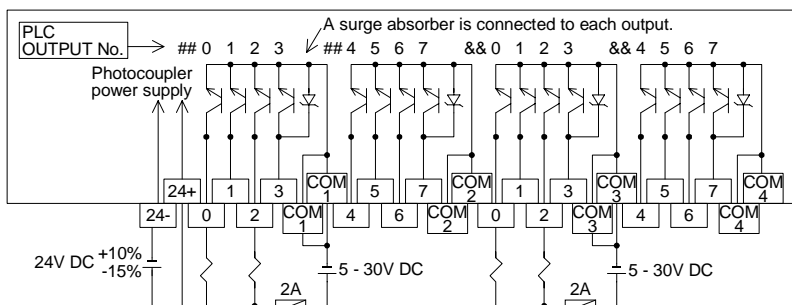 PLC
OUTPUT No.
A surge absorber is connected to each output.
## 0 1 2 3 ## 4 5 6 7 && 0 1 2 3 && 4 5 6 7
Photocoupler
power supply
24+ 1 3 COM 1 5 7 COM 2 1 3 COM 3 5 7 COM 4
24- 0 2 COM 1 4 6 COM 2 0 2 COM 3 4 6 COM 4
24V DC +10% -15%
5 - 30V DC
5 - 30V DC
2A
2A